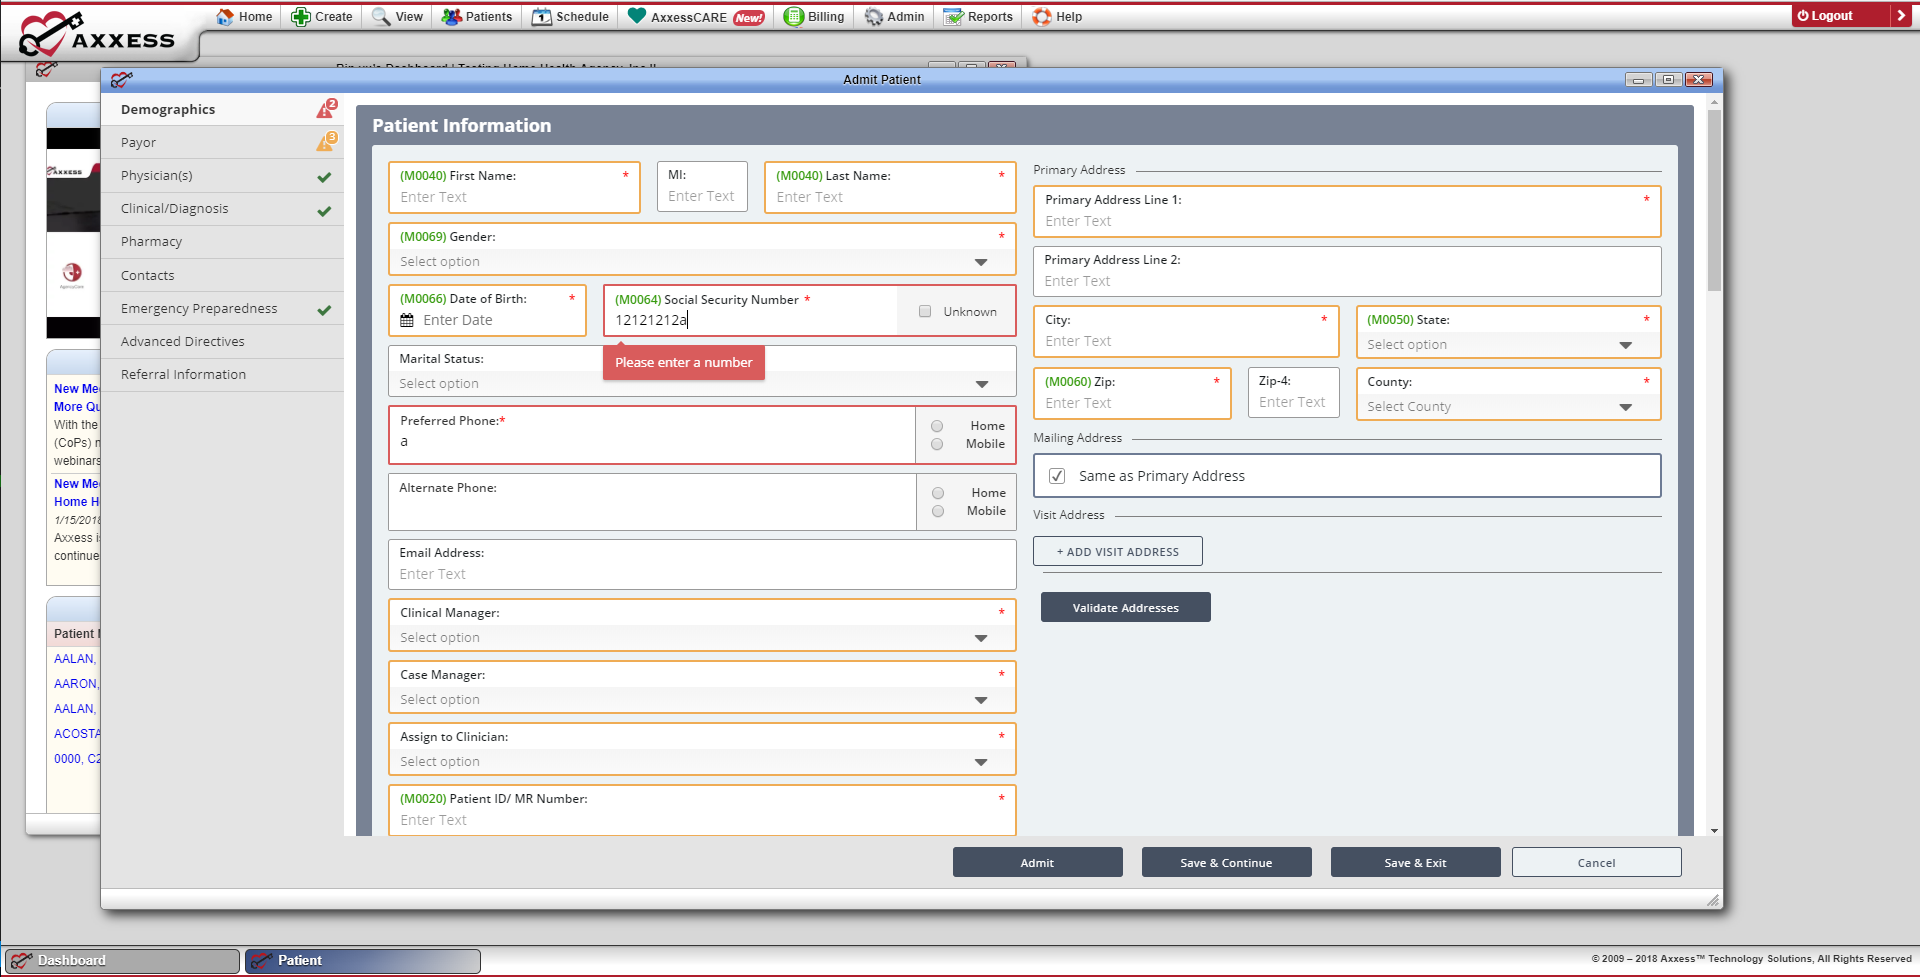 AXXESS
Home
Create
View
Patients
Schedule
AxxessCARE New!
Billing
Admin
Reports
Help
Logout
Admit Patient
Demographics 2
Payor 3
Physician(s)
Clinical/Diagnosis
Pharmacy
Contacts
Emergency Preparedness
Advanced Directives
Referral Information
AXXESS
New Me
More Qu
With the
(CoPs) n
webinars
New Me
Home H
1/15/2018
Axxess i
continue
Patient
AALAN,
AARON,
AALAN,
ACOSTA
0000, C2
Patient Information
(M0040) First Name: *
Enter Text
MI:
Enter Text
(M0040) Last Name: *
Enter Text
(M0069) Gender: *
Select option
(M0066) Date of Birth: *
Enter Date
(M0064) Social Security Number *
12121212a
Unknown
Please enter a number
Marital Status:
Select option
Preferred Phone:*
a
Home
Mobile
Alternate Phone:
Home
Mobile
Email Address:
Enter Text
Clinical Manager: *
Select option
Case Manager: *
Select option
Assign to Clinician: *
Select option
(M0020) Patient ID/ MR Number: *
Enter Text
Primary Address
Primary Address Line 1: *
Enter Text
Primary Address Line 2:
Enter Text
City: *
Enter Text
(M0050) State: *
Select option
(M0060) Zip: *
Enter Text
Zip-4:
Enter Text
County: *
Select County
Mailing Address
Same as Primary Address
Visit Address
+ ADD VISIT ADDRESS
Validate Addresses
Admit
Save & Continue
Save & Exit
Cancel
Dashboard
Patient
© 2009 – 2018 Axxess™ Technology Solutions, All Rights Reserved